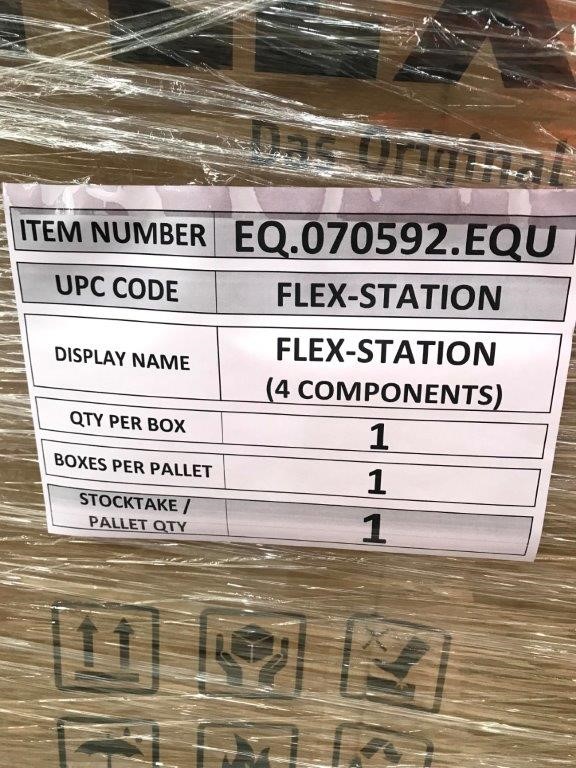 Das Original
ITEM NUMBER EQ.070592.EQU
UPC CODE FLEX-STATION
DISPLAY NAME FLEX-STATION
(4 COMPONENTS)
QTY PER BOX 1
BOXES PER PALLET 1
STOCKTAKE /
PALLET QTY 1